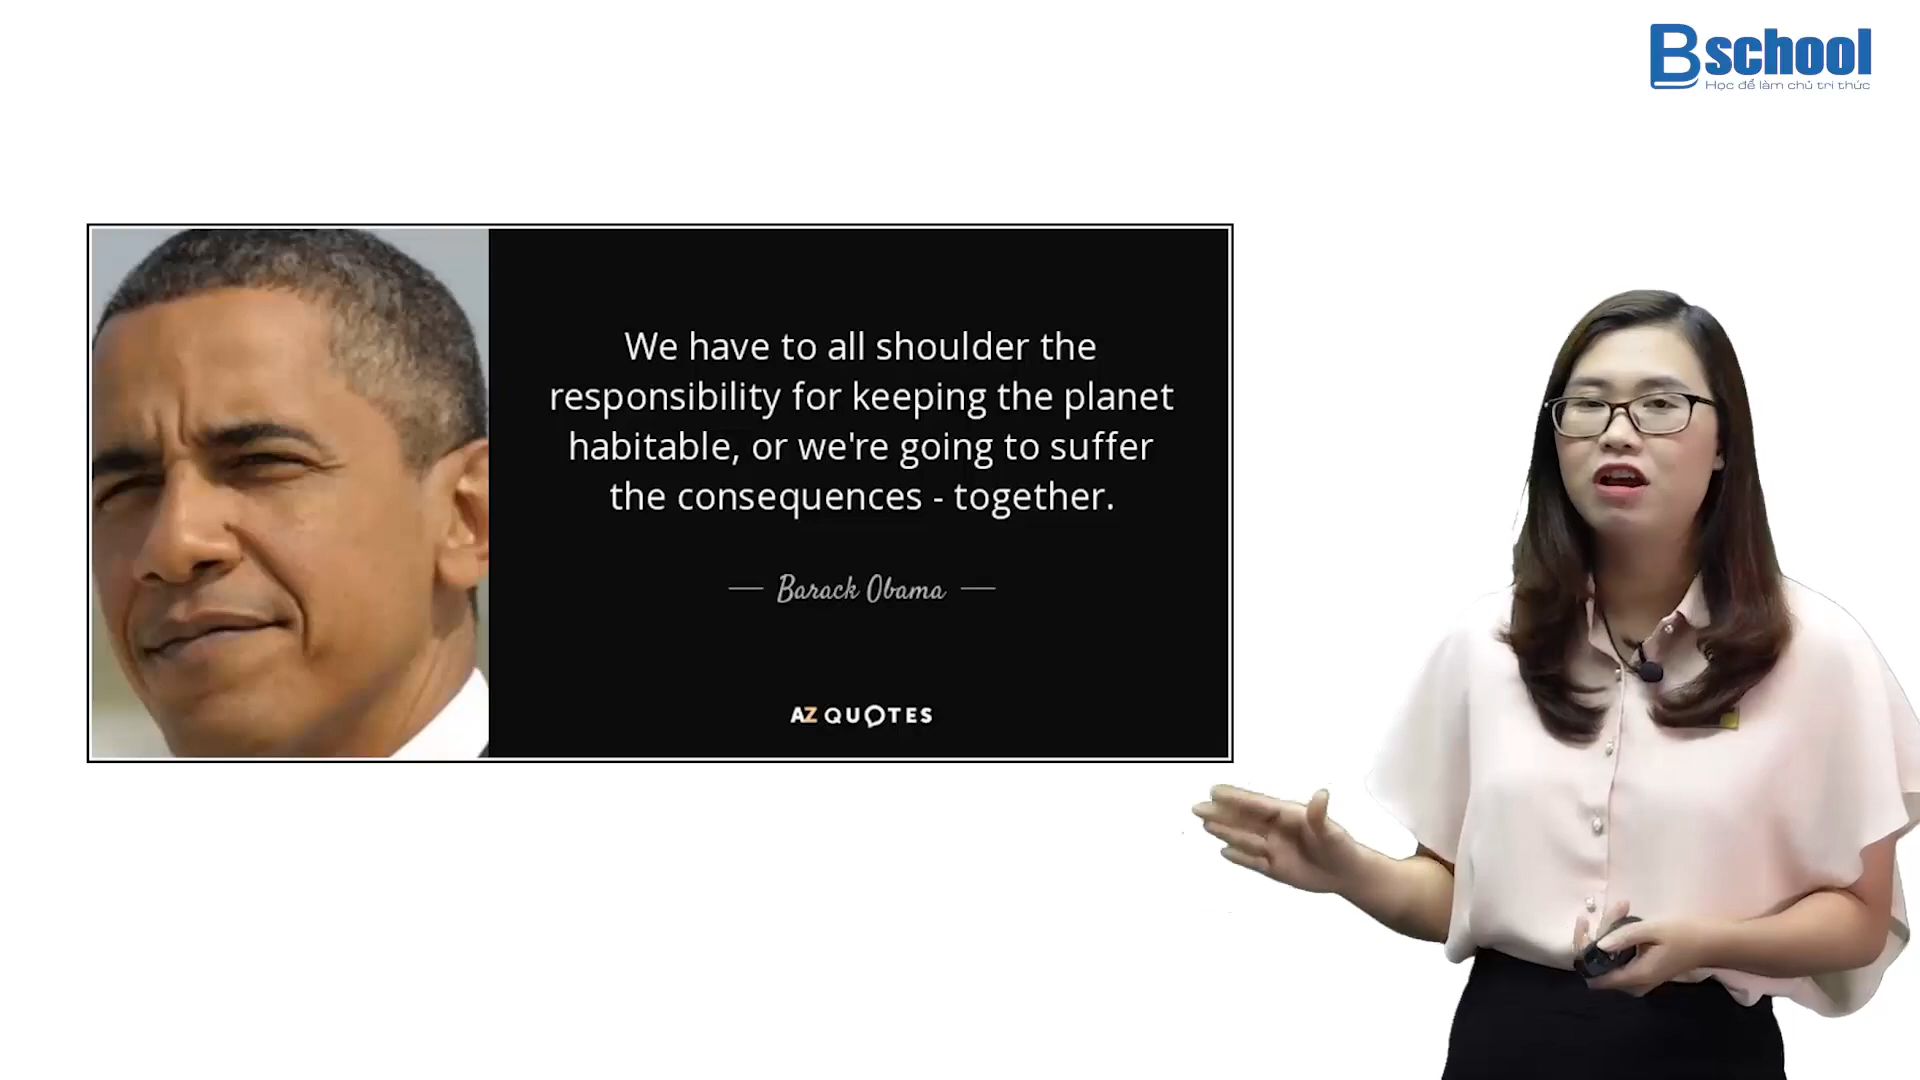 Bschool
Học để làm chủ tri thức
We have to all shoulder the
responsibility for keeping the planet
habitable, or we're going to suffer
the consequences - together.
Barack Obama
AZ QUOTES